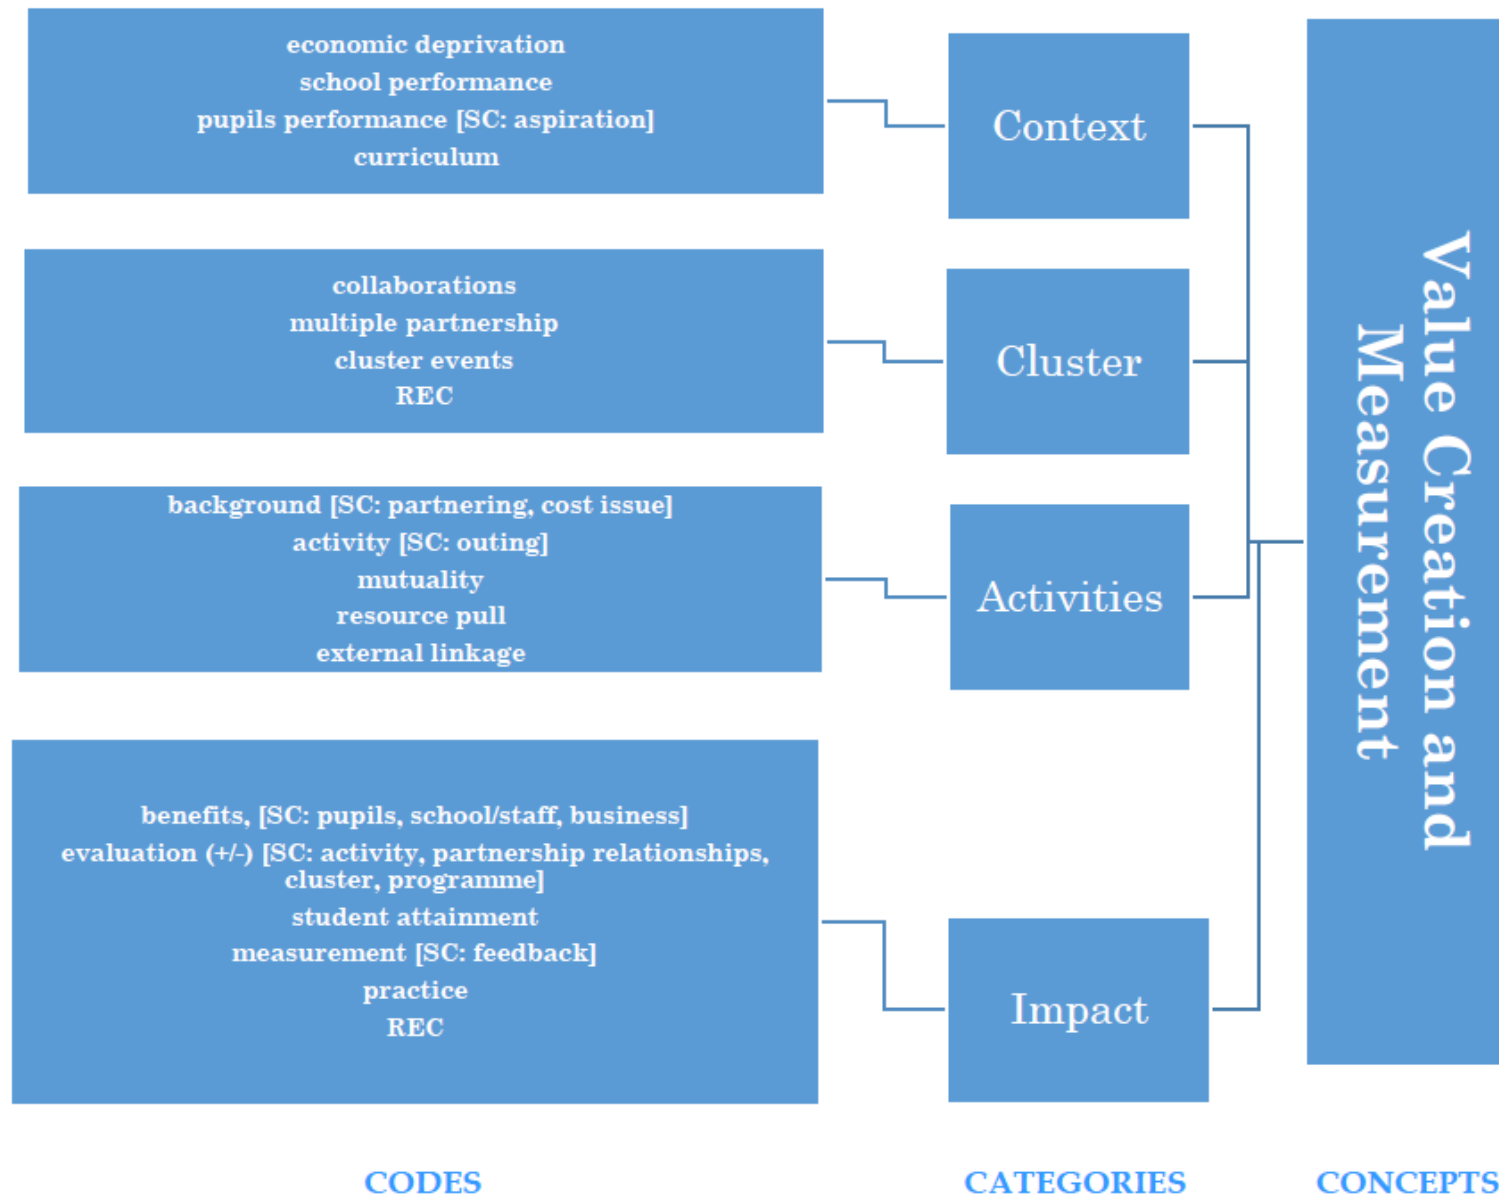 economic deprivation
school performance
pupils performance [SC: aspiration]
curriculum
Context
collaborations
multiple partnership
cluster events
REC
Cluster
background [SC: partnering, cost issue]
activity [SC: outing]
mutuality
resource pull
external linkage
Activities
benefits, [SC: pupils, school/staff, business]
evaluation (+/-) [SC: activity, partnership relationships,
cluster, programme]
student attainment
measurement [SC: feedback]
practice
REC
Impact
Value Creation and
Measurement
CODES
CATEGORIES
CONCEPTS